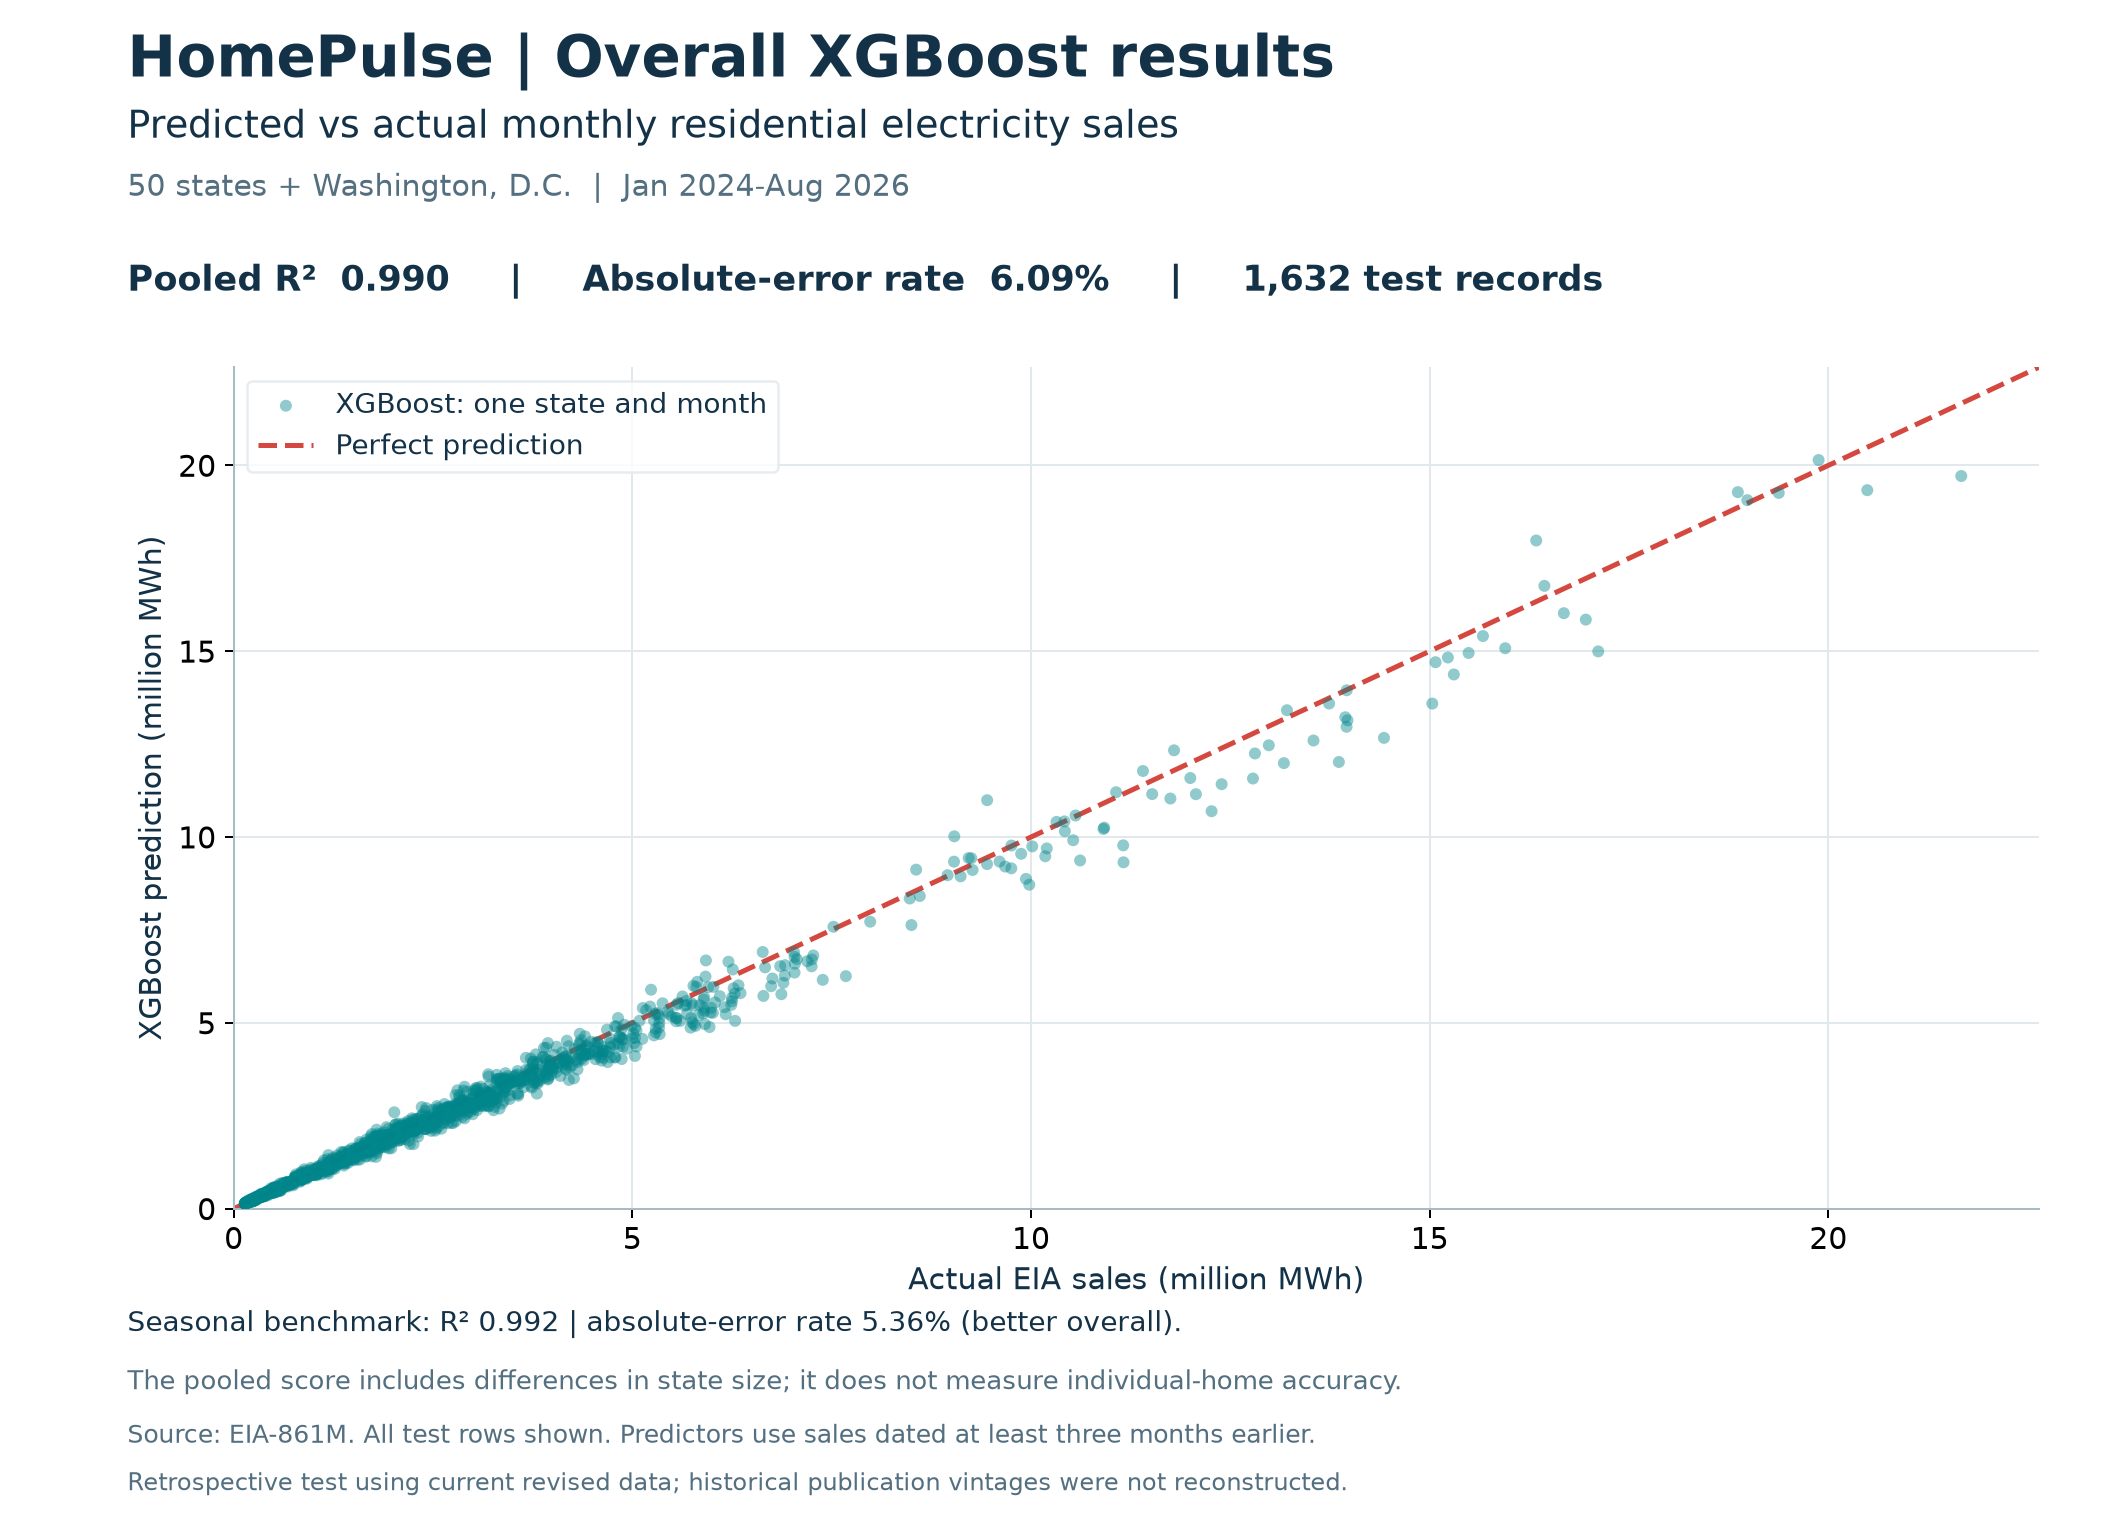 HomePulse | Overall XGBoost results
Predicted vs actual monthly residential electricity sales
50 states + Washington, D.C. | Jan 2024-Aug 2026
Pooled R² 0.990 | Absolute-error rate 6.09% | 1,632 test records
XGBoost: one state and month
Perfect prediction
XGBoost prediction (million MWh)
20
15
10
5
0
0 5 10 15 20
Actual EIA sales (million MWh)
Seasonal benchmark: R² 0.992 | absolute-error rate 5.36% (better overall).
The pooled score includes differences in state size; it does not measure individual-home accuracy.
Source: EIA-861M. All test rows shown. Predictors use sales dated at least three months earlier.
Retrospective test using current revised data; historical publication vintages were not reconstructed.